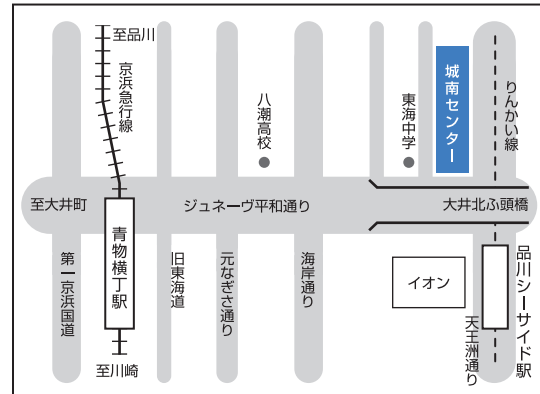 至品川
京浜急行線
八潮高校
東海中学
城南センター
りんかい線
至大井町
ジュネーヴ平和通り
大井北ふ頭橋
第一京浜国道
青物横丁駅
旧東海道
元なぎさ通り
海岸通り
イオン
天王洲通り
品川シーサイド駅
至川崎